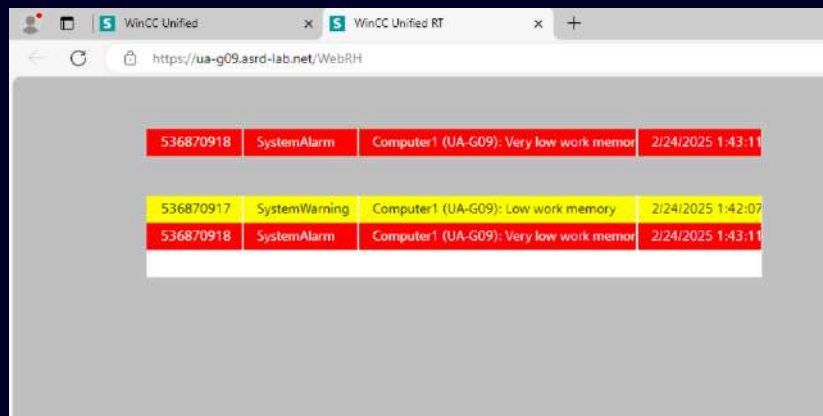 WinCC Unified WinCC Unified RT
https://ua-g09.asrd-lab.net/WebRH
536870918 SystemAlarm Computer1 (UA-G09): Very low work memor 2/24/2025 1:43:11
536870917 SystemWarning Computer1 (UA-G09): Low work memory 2/24/2025 1:42:07
536870918 SystemAlarm Computer1 (UA-G09): Very low work memor 2/24/2025 1:43:11